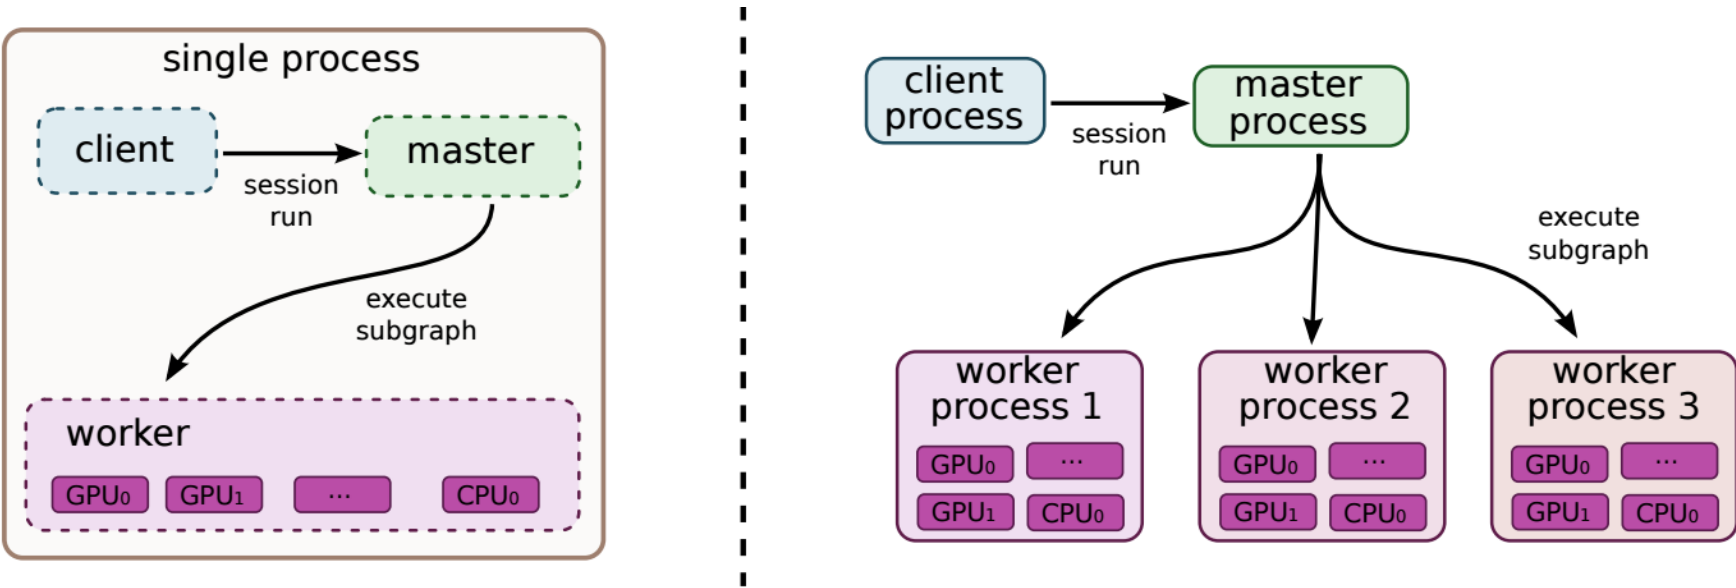 single process
client
master
session
run
execute
subgraph
worker
GPU₀
GPU₁
...
CPU₀
client
process
master
process
session
run
execute
subgraph
worker
process 1
GPU₀
...
GPU₁
CPU₀
worker
process 2
GPU₀
...
GPU₁
CPU₀
worker
process 3
GPU₀
...
GPU₁
CPU₀